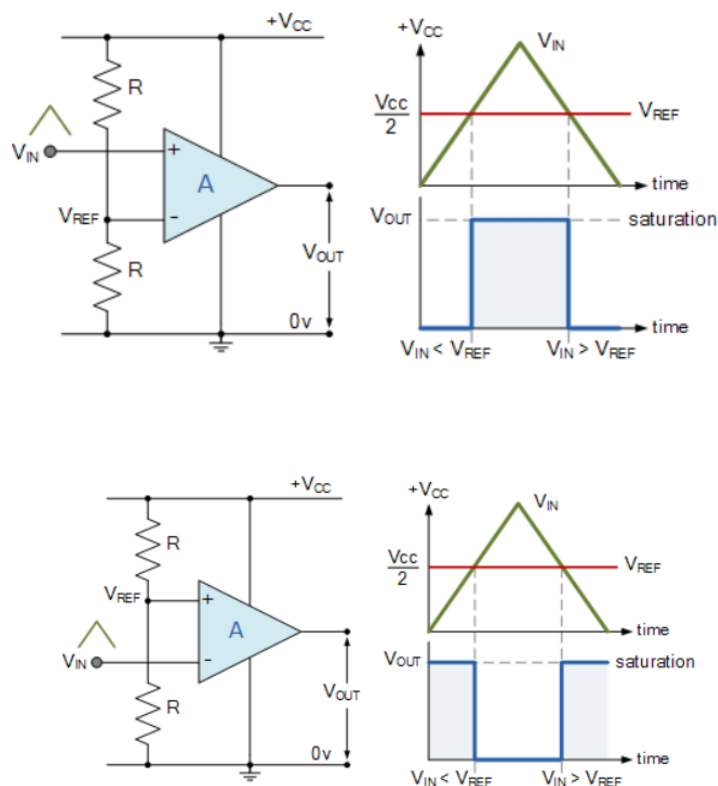 +VCC
R
VIN
+
A
VREF
-
R
VOUT
0v
+VCC
VIN
Vcc
2
VREF
time
VOUT
saturation
time
VIN < VREF
VIN > VREF
+VCC
R
VREF
+
A
VIN
-
R
VOUT
0v
+VCC
VIN
Vcc
2
VREF
time
VOUT
saturation
time
VIN < VREF
VIN > VREF